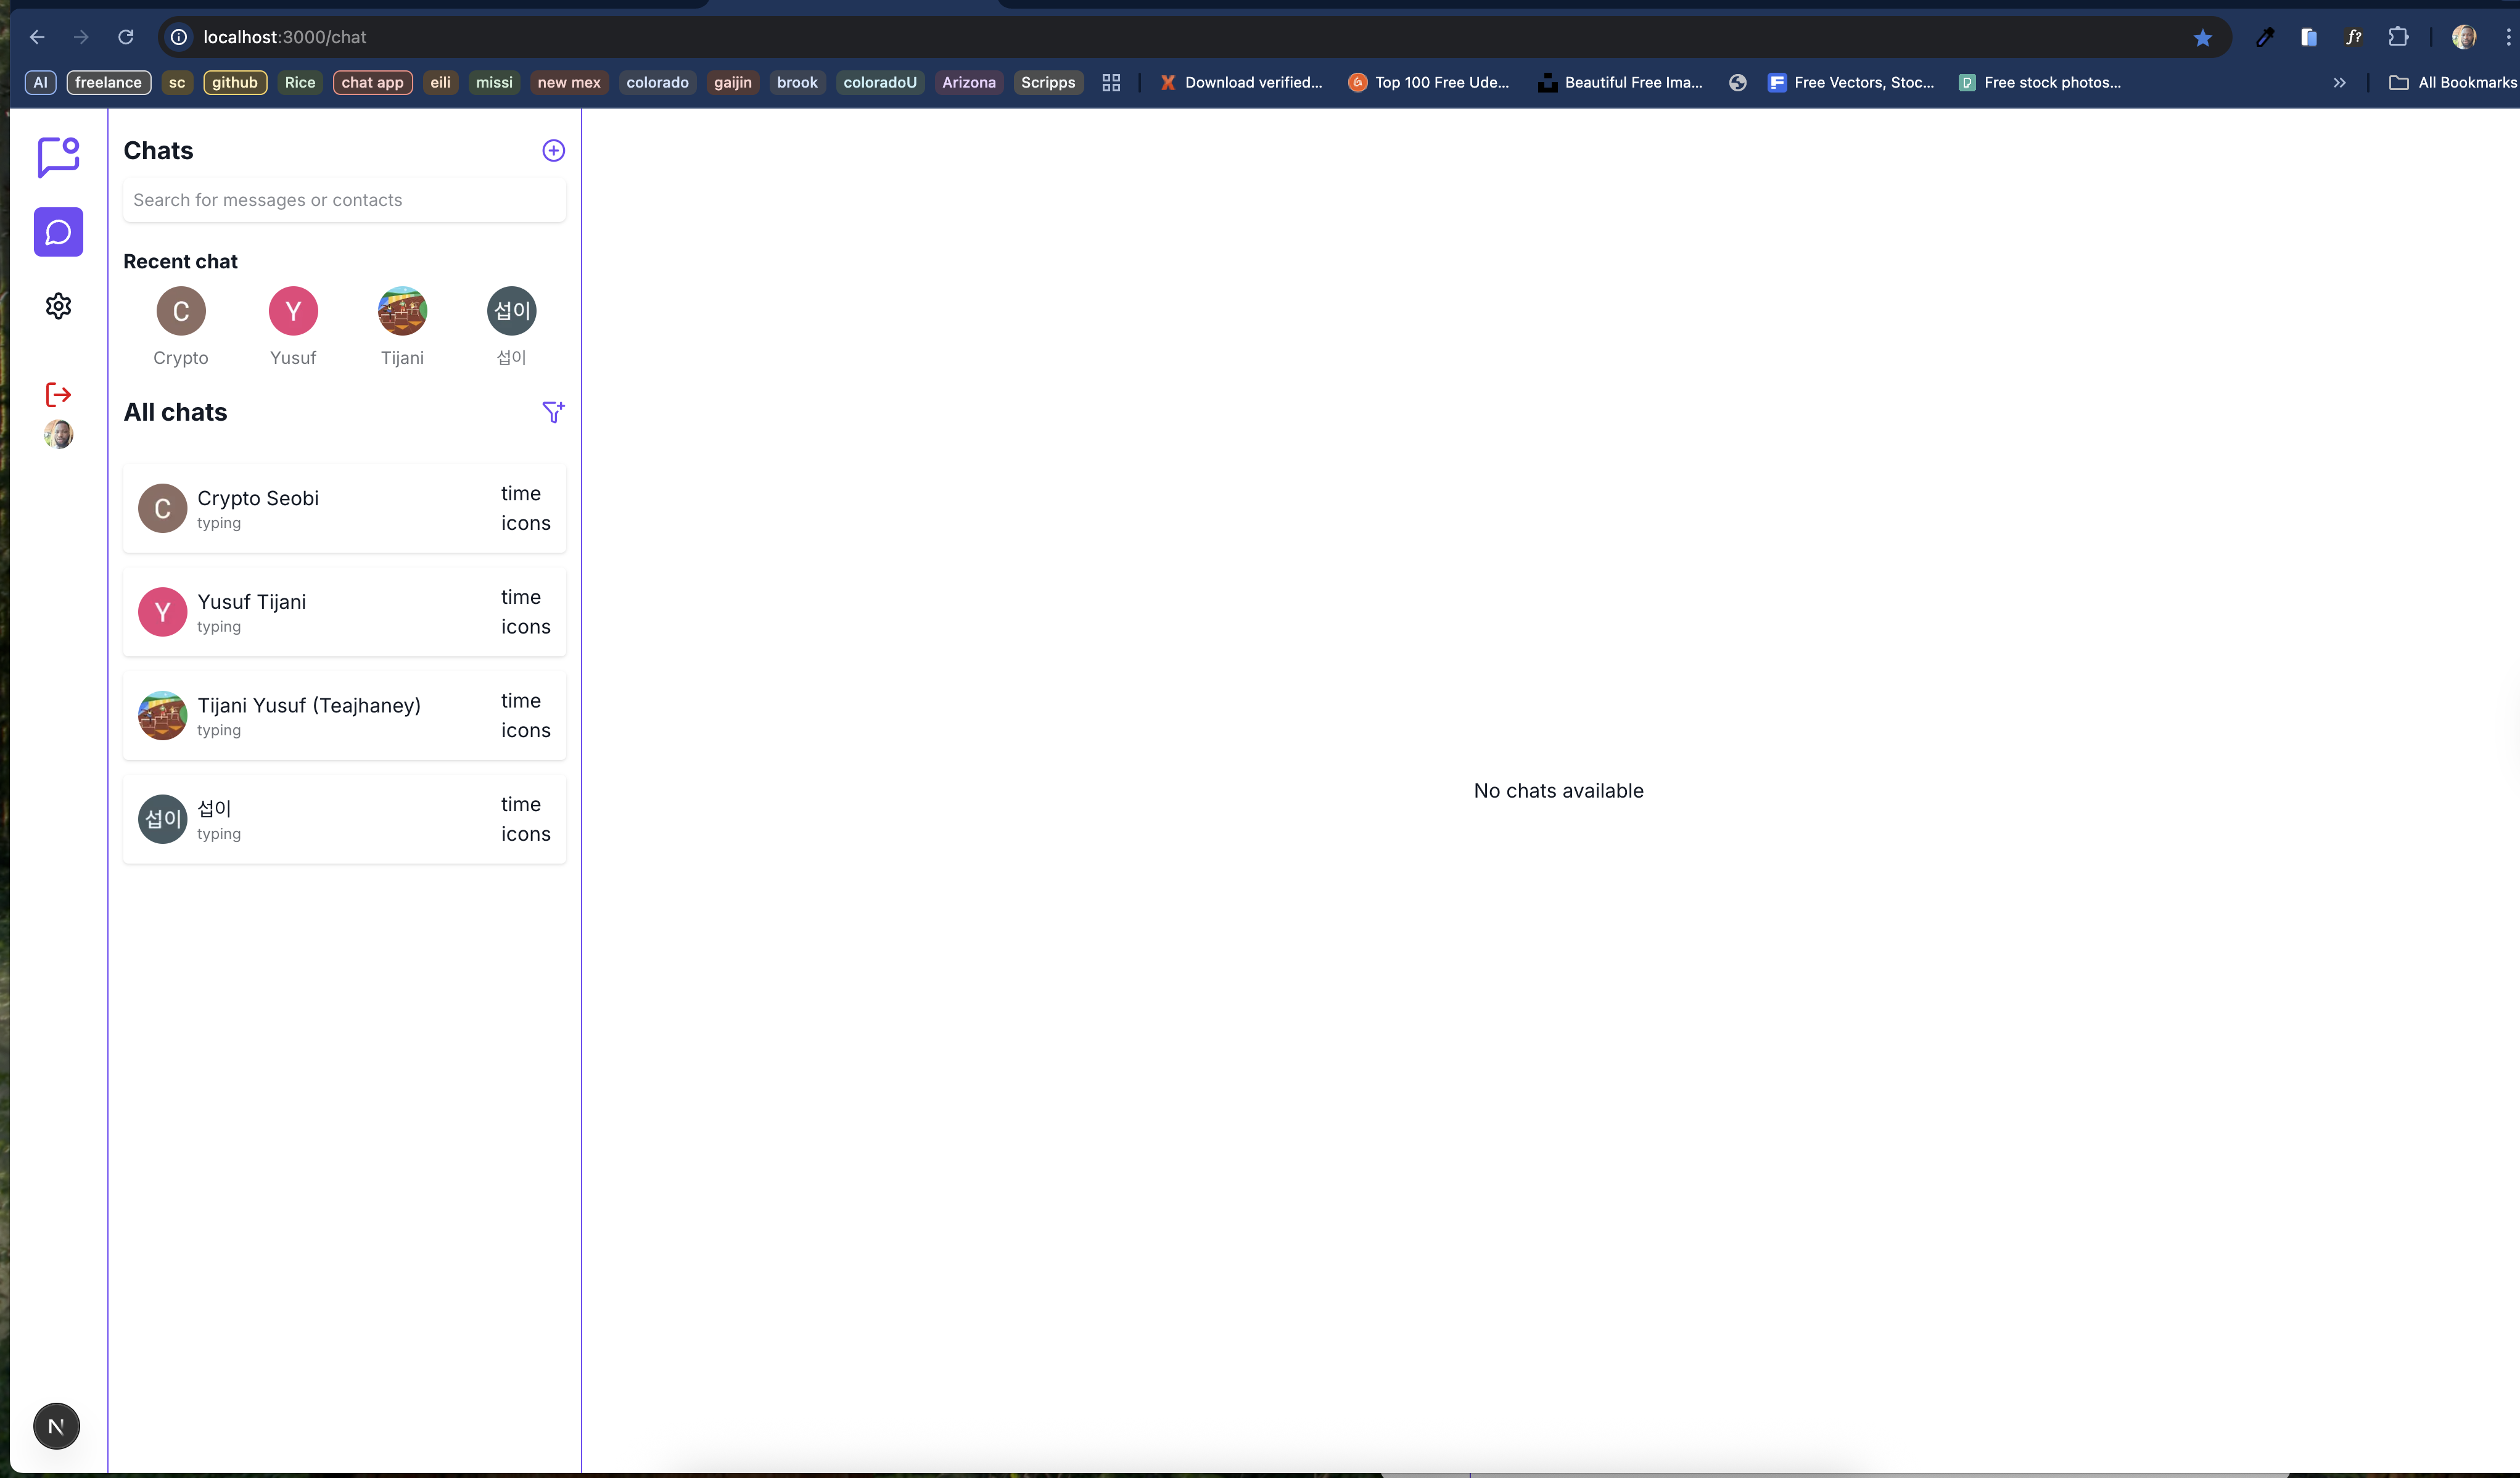 localhost:3000/chat
AI freelance sc github Rice chat app eili missi new mex colorado gaijin brook coloradoU Arizona Scripps Download verified... Top 100 Free Ude... Beautiful Free Ima... Free Vectors, Stoc... Free stock photos... All Bookmarks
Chats
Search for messages or contacts
Recent chat
C Y 섭이
Crypto Yusuf Tijani 섭이
All chats
C Crypto Seobi time
typing icons
Y Yusuf Tijani time
typing icons
Tijani Yusuf (Teajhaney) time
typing icons
섭이 섭이 time
typing icons
No chats available
N